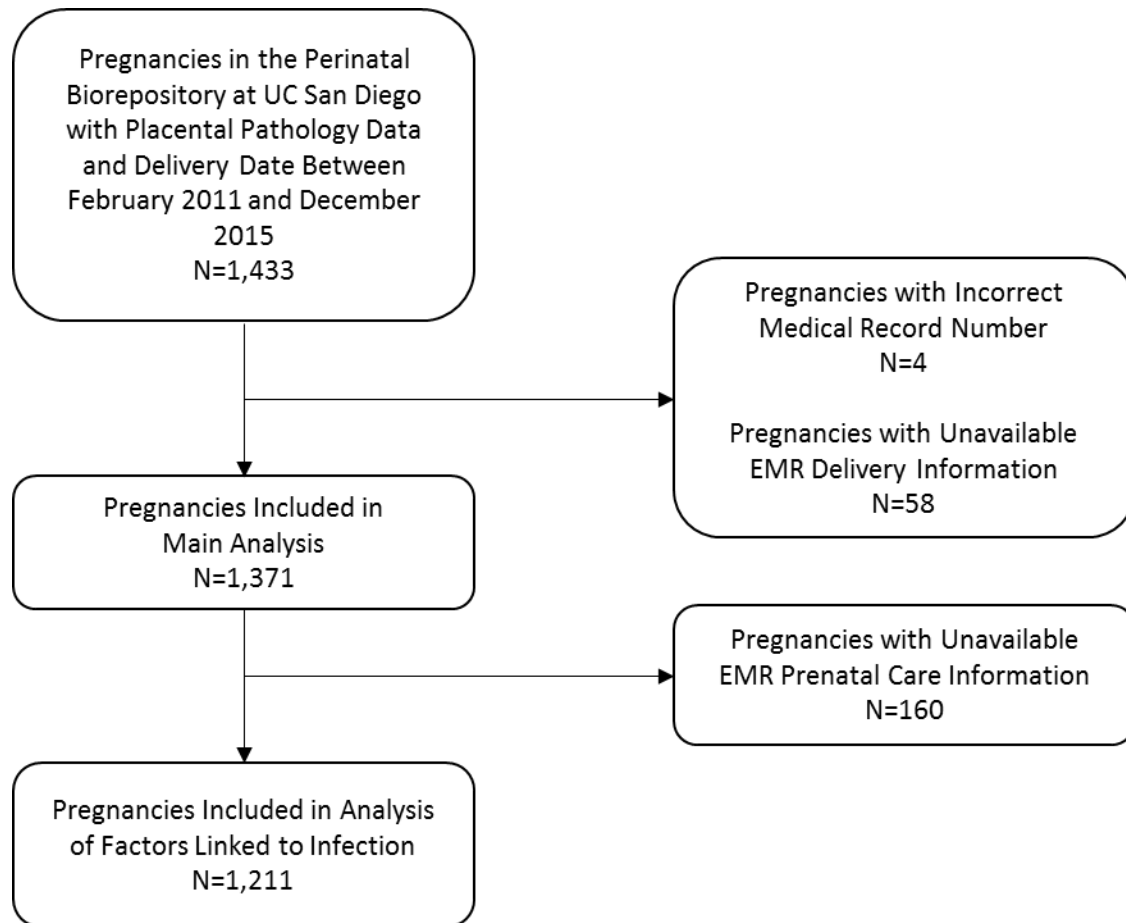 Pregnancies in the Perinatal
Biorepository at UC San Diego
with Placental Pathology Data
and Delivery Date Between
February 2011 and December
2015
N=1,433
Pregnancies with Incorrect
Medical Record Number
N=4
Pregnancies with Unavailable
EMR Delivery Information
N=58
Pregnancies Included in
Main Analysis
N=1,371
Pregnancies with Unavailable
EMR Prenatal Care Information
N=160
Pregnancies Included in Analysis
of Factors Linked to Infection
N=1,211